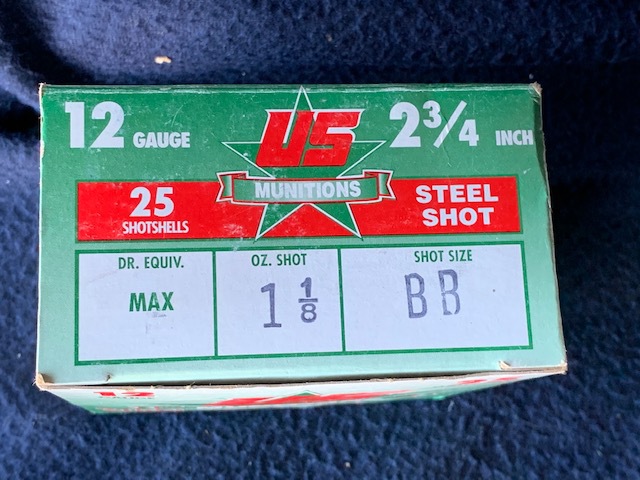 12 GAUGE
US
MUNITIONS
2 3/4 INCH
25
SHOTSHELLS
STEEL
SHOT
DR. EQUIV.
MAX
OZ. SHOT
1 1/8
SHOT SIZE
BB
12